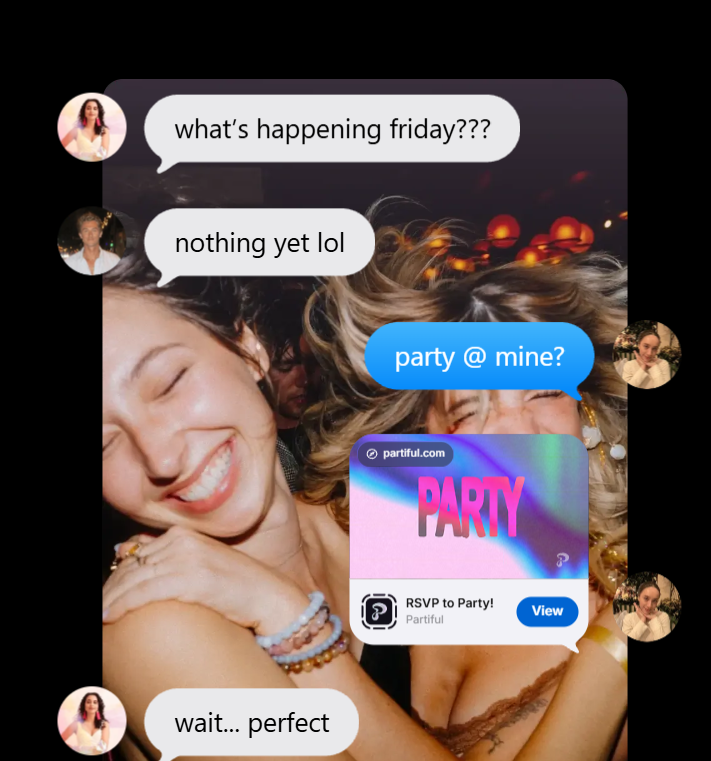 what’s happening friday???
nothing yet lol
party @ mine?
partiful.com
PARTY
RSVP to Party!
Partiful
View
wait... perfect